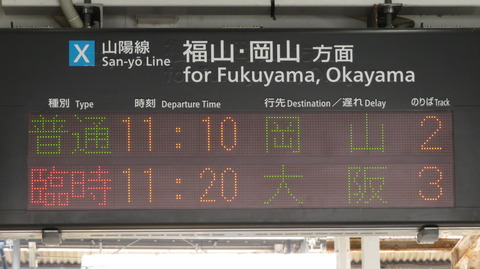 X 山陽線 San-yō Line
福山・岡山 方面
for Fukuyama, Okayama
種別 Type 時刻 Departure Time 行先 Destination／遅れ Delay のりば Track
普通 11:10 岡山 2
臨時 11:20 大阪 3